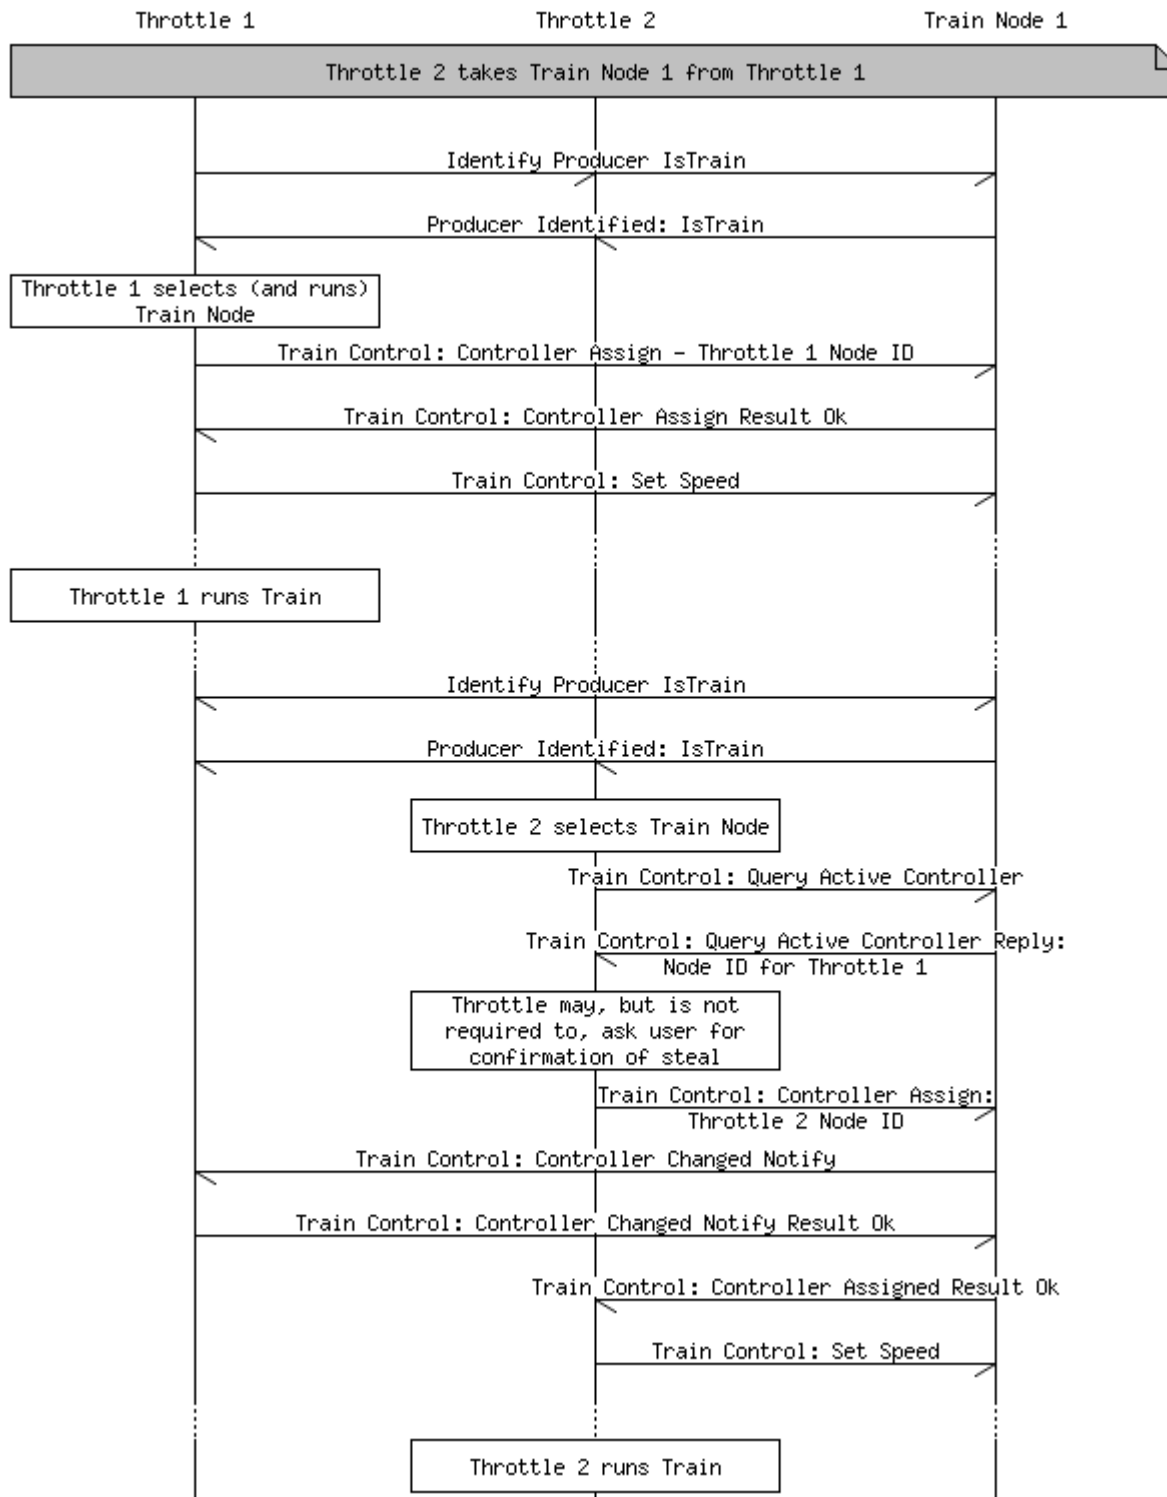 Throttle 1 Throttle 2 Train Node 1
Throttle 2 takes Train Node 1 from Throttle 1
Identify Producer IsTrain
Producer Identified: IsTrain
Throttle 1 selects (and runs)
Train Node
Train Control: Controller Assign - Throttle 1 Node ID
Train Control: Controller Assign Result Ok
Train Control: Set Speed
Throttle 1 runs Train
Identify Producer IsTrain
Producer Identified: IsTrain
Throttle 2 selects Train Node
Train Control: Query Active Controller
Train Control: Query Active Controller Reply:
Node ID for Throttle 1
Throttle may, but is not
required to, ask user for
confirmation of steal
Train Control: Controller Assign:
Throttle 2 Node ID
Train Control: Controller Changed Notify
Train Control: Controller Changed Notify Result Ok
Train Control: Controller Assigned Result Ok
Train Control: Set Speed
Throttle 2 runs Train